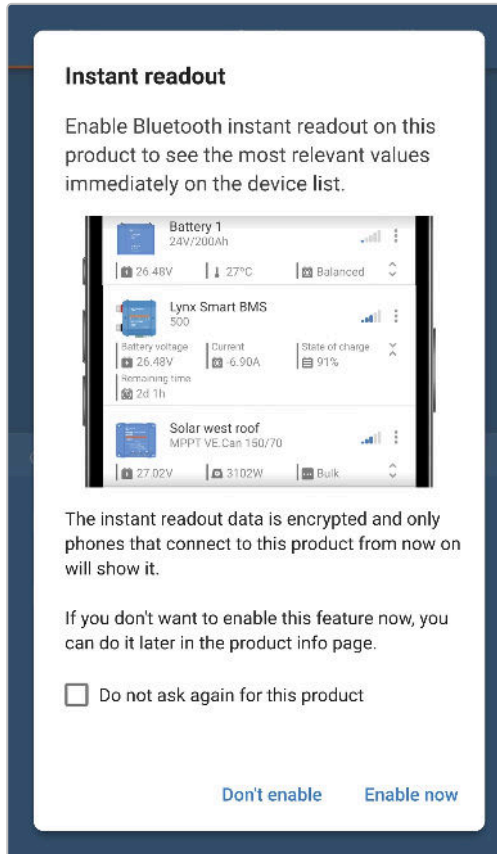 Instant readout
Enable Bluetooth instant readout on this
product to see the most relevant values
immediately on the device list.
Battery 1
24V/200Ah
26.48V 27°C Balanced
Lynx Smart BMS
500
Battery voltage Current State of charge
26.48V -6.90A 91%
Remaining time
2d 1h
Solar west roof
MPPT VE.Can 150/70
27.02V 3102W Bulk
The instant readout data is encrypted and only
phones that connect to this product from now on
will show it.
If you don't want to enable this feature now, you
can do it later in the product info page.
Do not ask again for this product
Don't enable Enable now